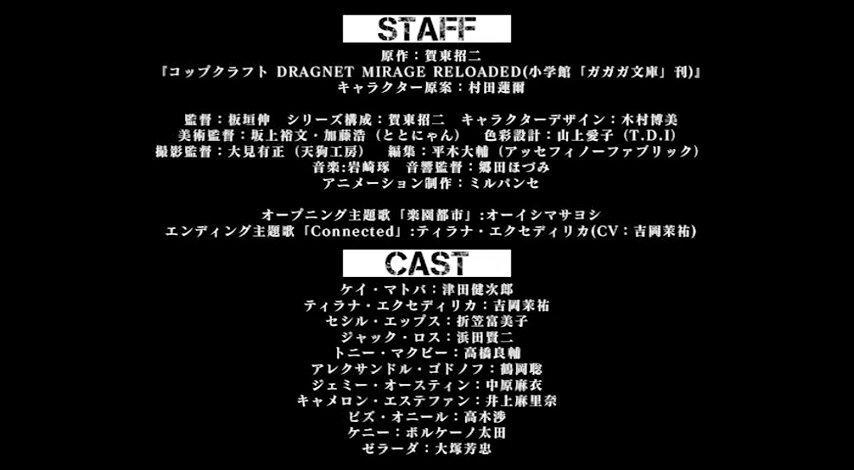 STAFF
原作：賀東招二
『コップクラフト DRAGNET MIRAGE RELOADED(小学館「ガガガ文庫」刊)』
キャラクター原案：村田蓮爾
監督：板垣伸　シリーズ構成：賀東招二　キャラクターデザイン：木村博美
美術監督：坂上裕文・加藤浩（ととにゃん）　色彩設計：山上愛子（T.D.I）
撮影監督：大見有正（天狗工房）　編集：平木大輔（アッセフィノーファブリック）
音楽:岩崎琢　音響監督：郷田ほづみ
アニメーション制作：ミルパンセ
オープニング主題歌「楽園都市」:オーイシマサヨシ
エンディング主題歌「Connected」:ティラナ・エクセディリカ(CV：吉岡茉祐)
CAST
ケイ・マトバ：津田健次郎
ティラナ・エクセディリカ：吉岡茉祐
セシル・エップス：折笠富美子
ジャック・ロス：浜田賢二
トニー・マクビー：高橋良輔
アレクサンドル・ゴドノフ：鶴岡聡
ジェミー・オースティン：中原麻衣
キャメロン・エステファン：井上麻里奈
ビズ・オニール：高木渉
ケニー：ボルケーノ太田
ゼラーダ：大塚芳忠